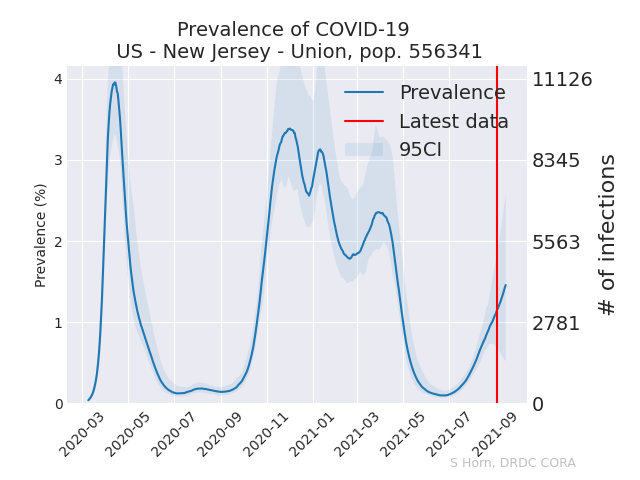 Prevalence of COVID-19
US - New Jersey - Union, pop. 556341
Prevalence
Latest data
95CI
4
3
2
1
0
Prevalence (%)
11126
8345
5563
2781
0
# of infections
2020-03
2020-05
2020-07
2020-09
2020-11
2021-01
2021-03
2021-05
2021-07
2021-09
S Horn, DRDC CORA